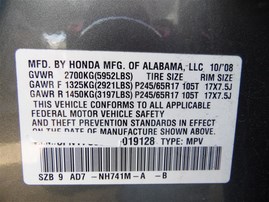 MFD. BY HONDA MFG. OF ALABAMA, LLC 10/'08
GVWR 2700KG(5952LBS) TIRE SIZE RIM SIZE
GAWR F 1325KG(2921LBS) P245/65R17 105T 17X7.5J
GAWR R 1450KG(3197LBS) P245/65R17 105T 17X7.5J
THIS VEHICLE CONFORMS TO ALL APPLICABLE
FEDERAL MOTOR VEHICLE SAFETY AND THEFT
PREVENTION STANDARDS IN EFFECT ON THE DATE
OF MANUFACTURE SHOWN ABOVE.
019128 TYPE: MPV
SZB 9 AD7 -NH741M-A -B